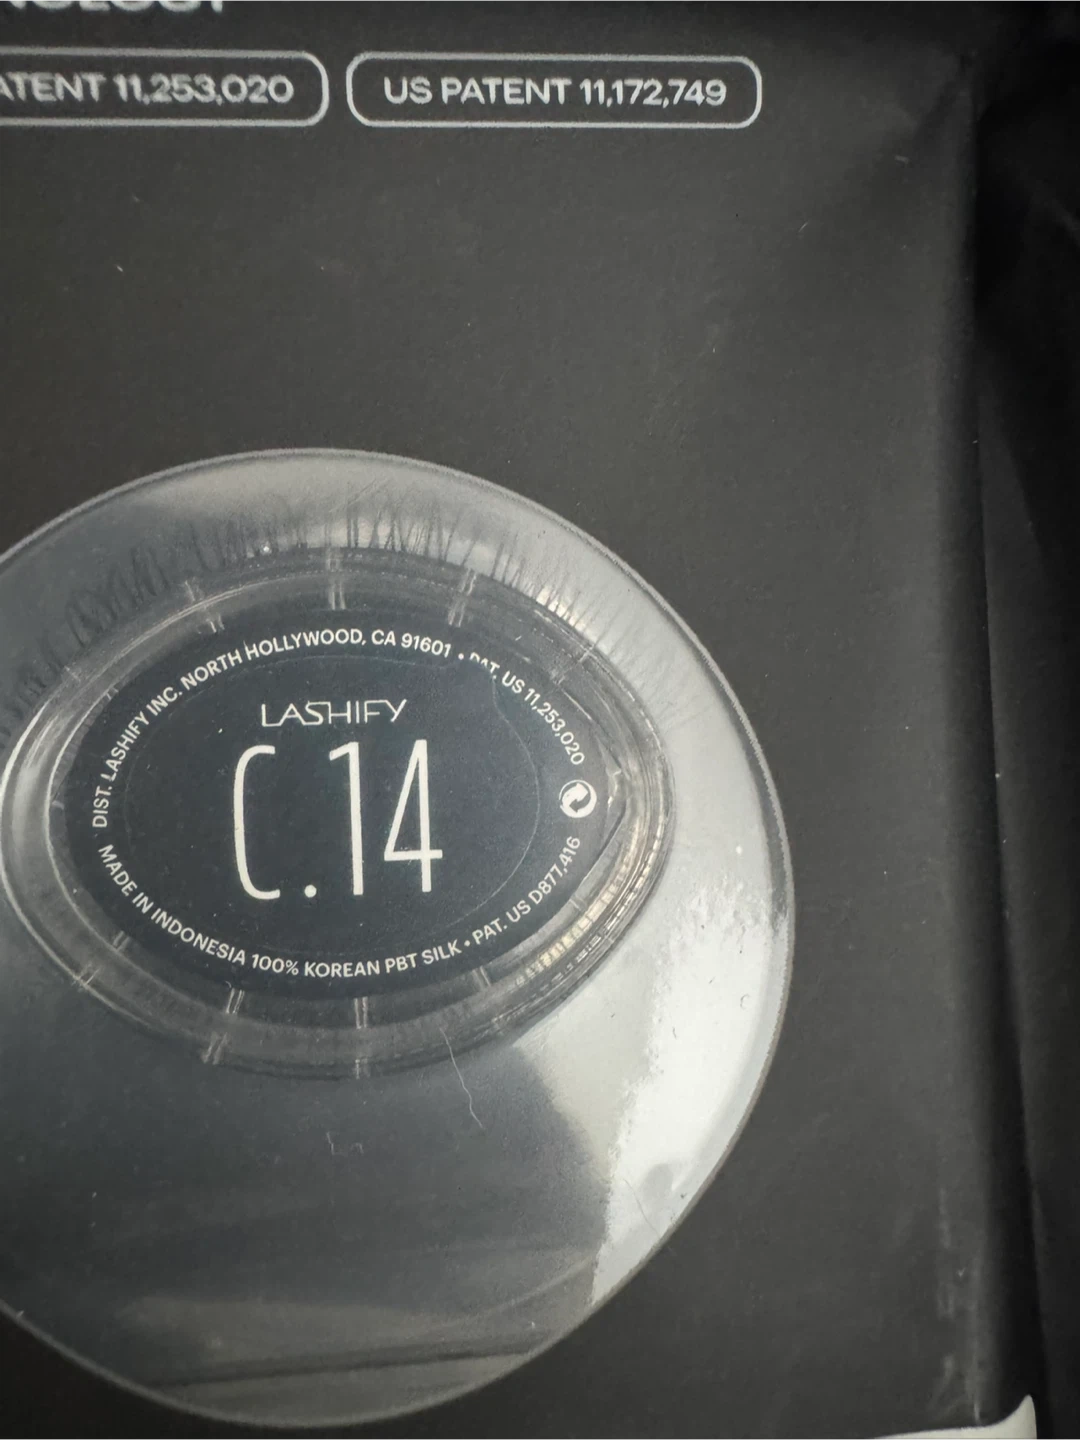 ATENT 11,253,020
US PATENT 11,172,749
DIST. LASHIFY INC. NORTH HOLLYWOOD, CA 91601 • PAT. US 11,253,020
LASHIFY
C.14
MADE IN INDONESIA 100% KOREAN PBT SILK • PAT. US D877,416